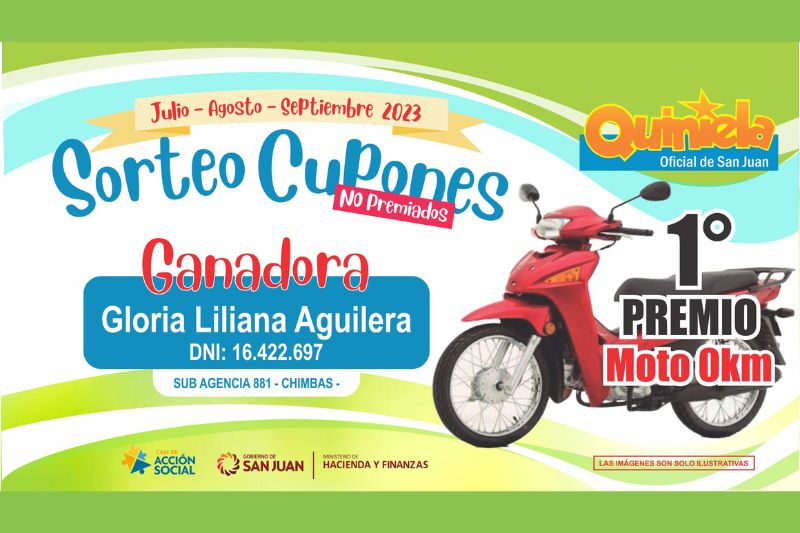 Julio - Agosto - Septiembre 2023
Sorteo Cupones
NO Premiados
Quiniela
Oficial de San Juan
Ganadora
Gloria Liliana Aguilera
DNI: 16.422.697
SUB AGENCIA 881 - CHIMBAS -
1°
PREMIO
Moto 0km
CAJA DE
ACCIÓN
SOCIAL
GOBIERNO DE
SAN JUAN
MINISTERIO DE
HACIENDA Y FINANZAS
LAS IMÁGENES SON SOLO ILUSTRATIVAS